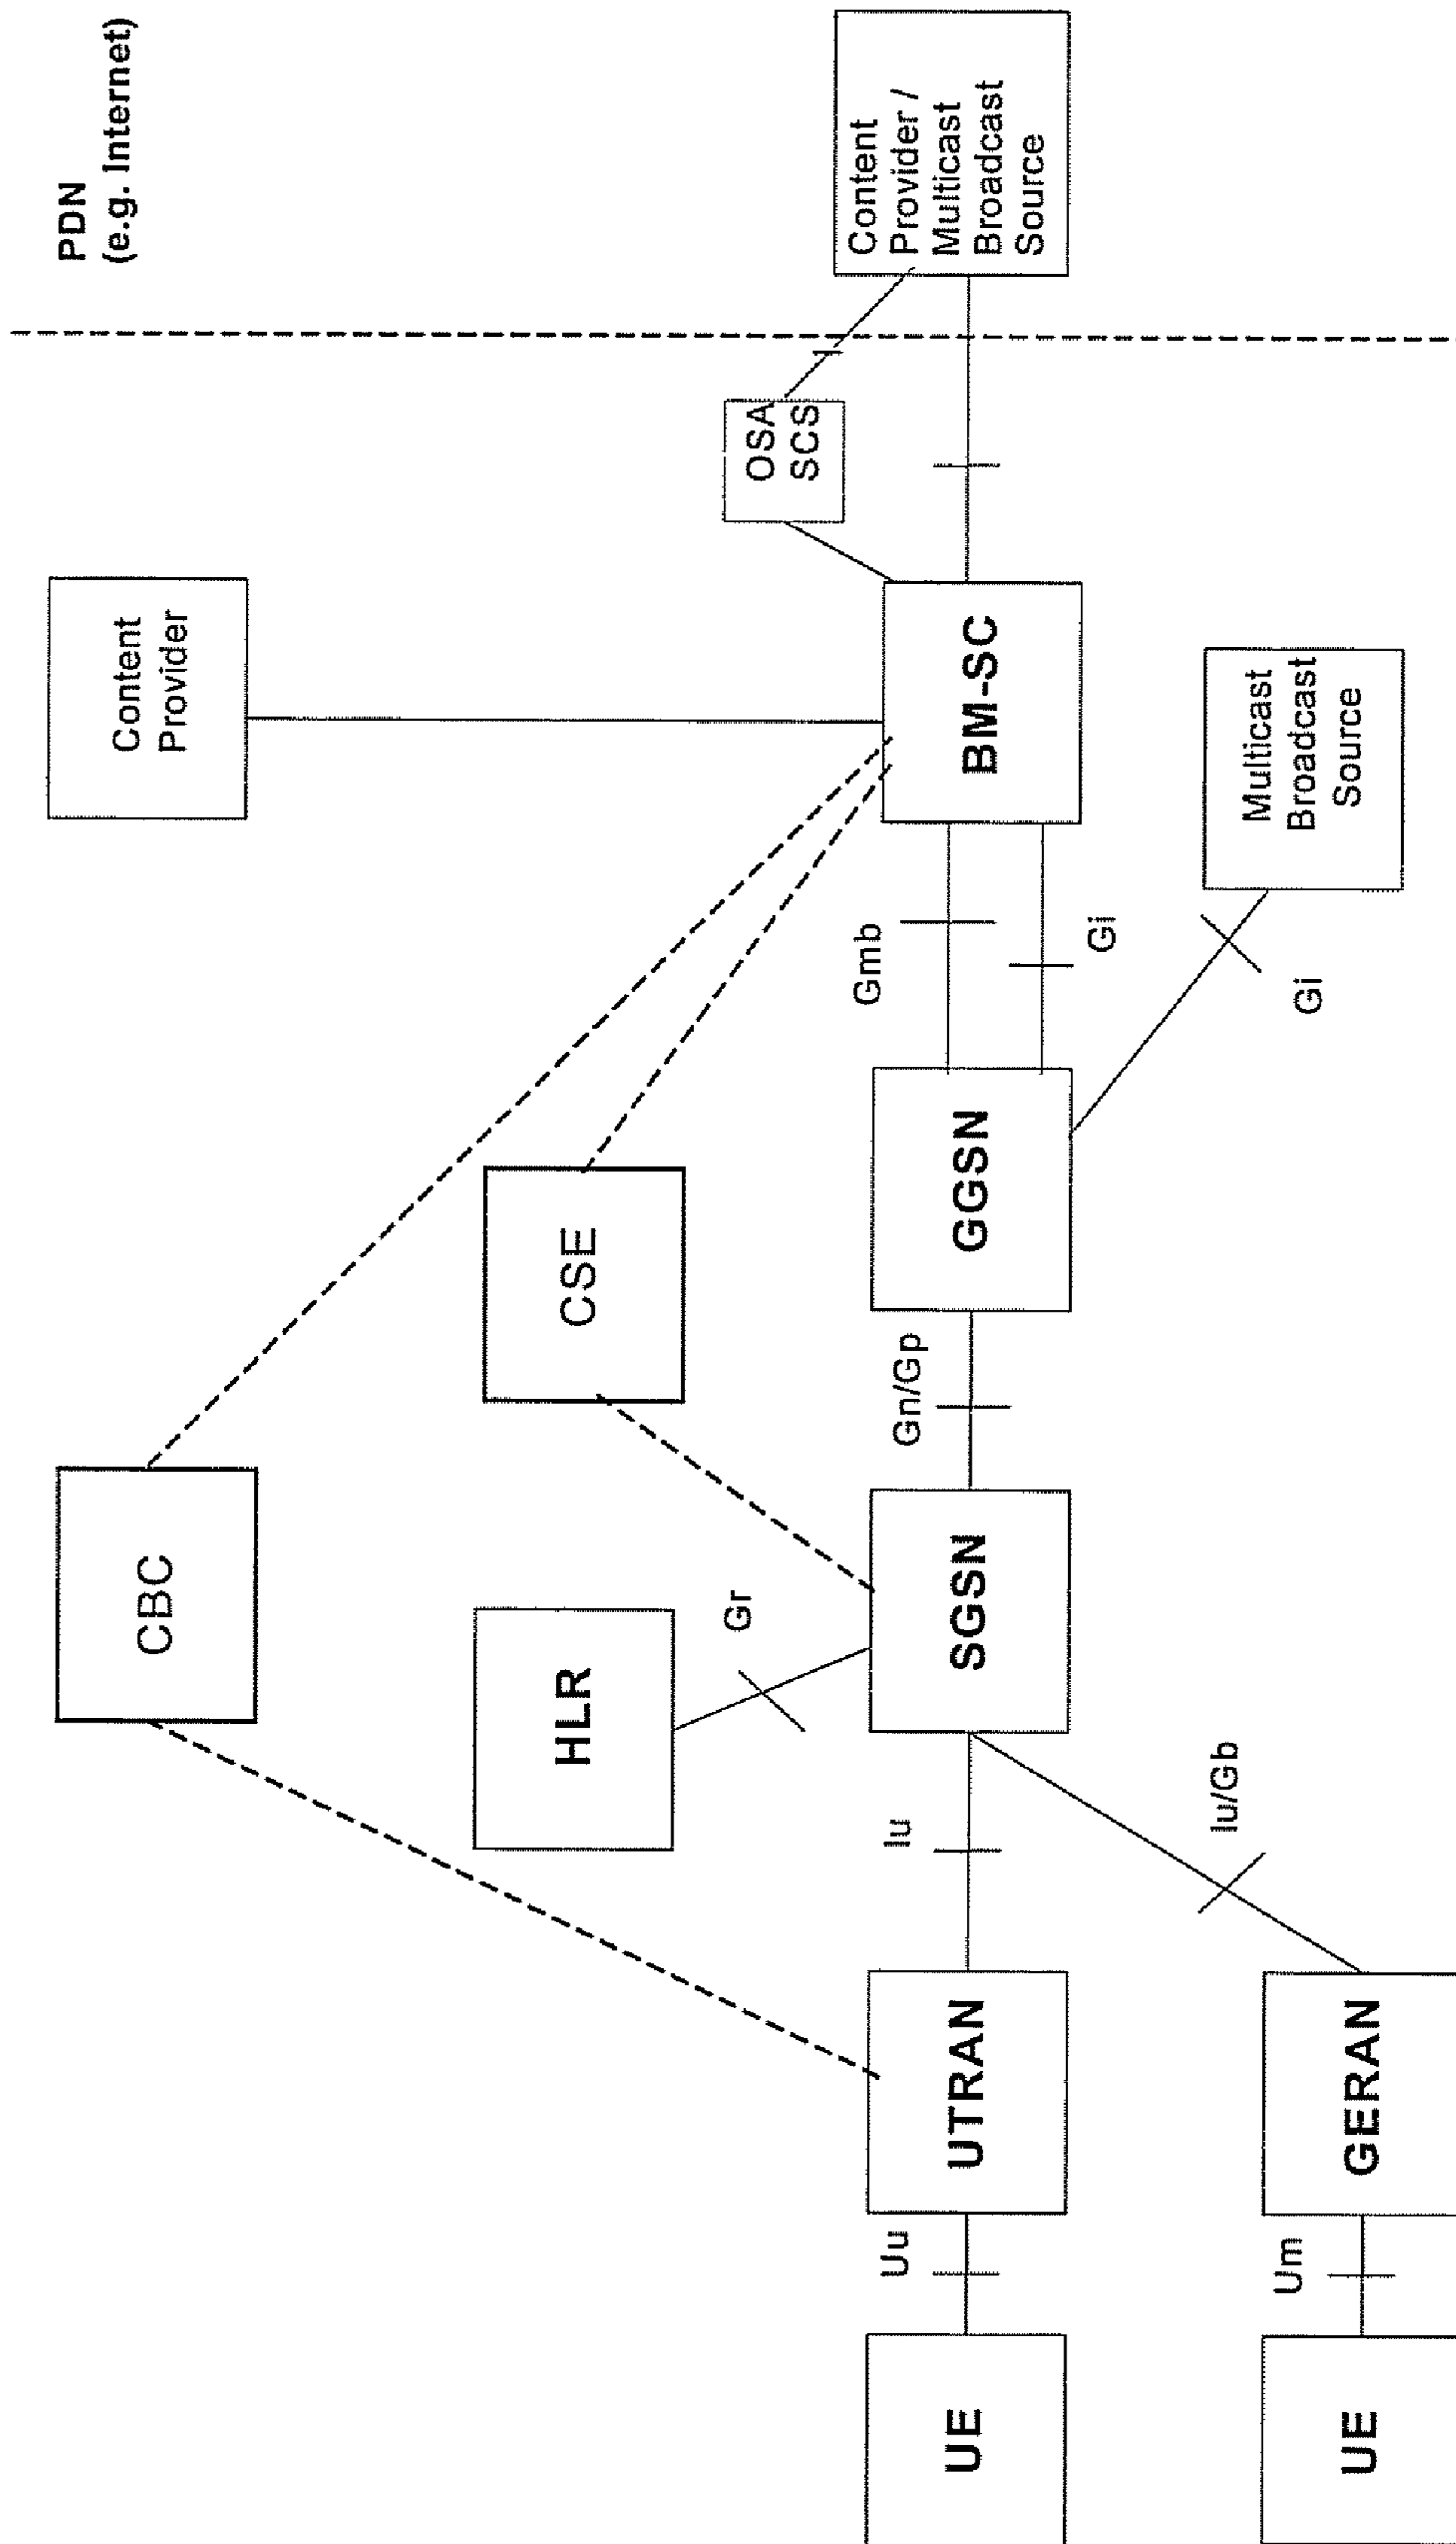 PDN
(e.g. Internet)
Content
Provider
CBC
OSA
SCS
Content
Provider /
Multicast
Broadcast
Source
CSE
HLR
Gr
UE
Uu
UTRAN
Iu
SGSN
Gn/Gp
GGSN
Gmb
Gi
BM-SC
UE
Um
GERAN
Iu/Gb
Gi
Multicast
Broadcast
Source